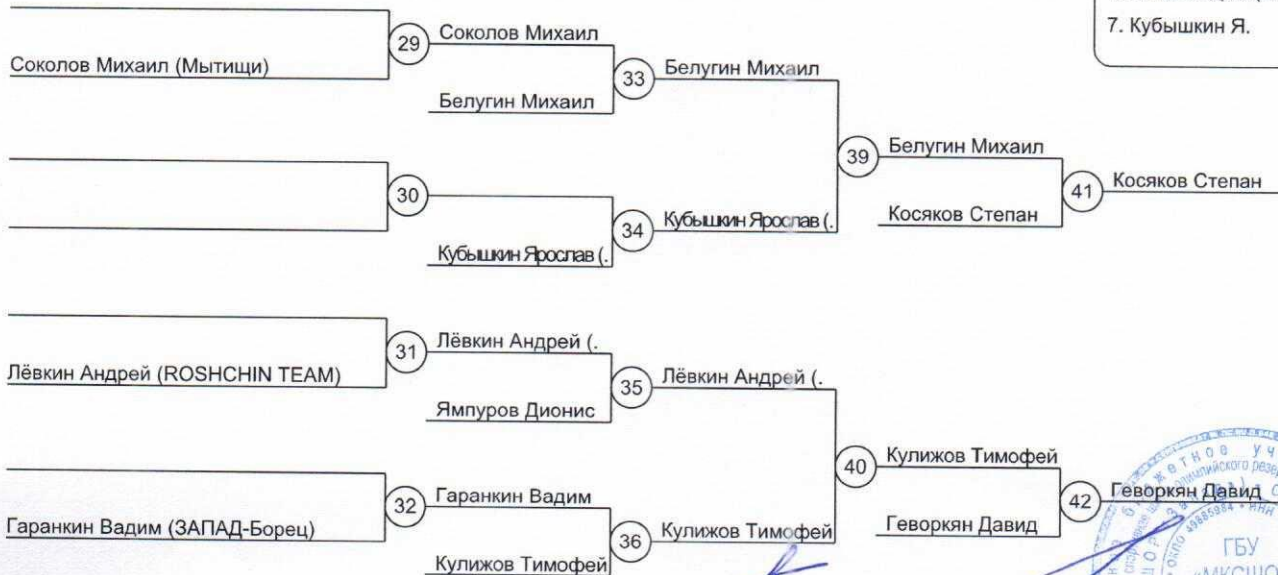 7. Кубышкин Я.
29
Соколов Михаил
Соколов Михаил (Мытищи)
33
Белугин Михаил
Белугин Михаил
39
Белугин Михаил
30
41
Косяков Степан
Косяков Степан
34
Кубышкин Ярослав (.
Кубышкин Ярослав (.
31
Лёвкин Андрей (.
Лёвкин Андрей (ROSHCHIN TEAM)
35
Лёвкин Андрей (.
Ямпуров Дионис
40
Кулижов Тимофей
32
Гаранкин Вадим
42
Геворкян Давид
Гаранкин Вадим (ЗАПАД-Борец)
Геворкян Давид
36
Кулижов Тимофей
Кулижов Тимофей
ГБУ